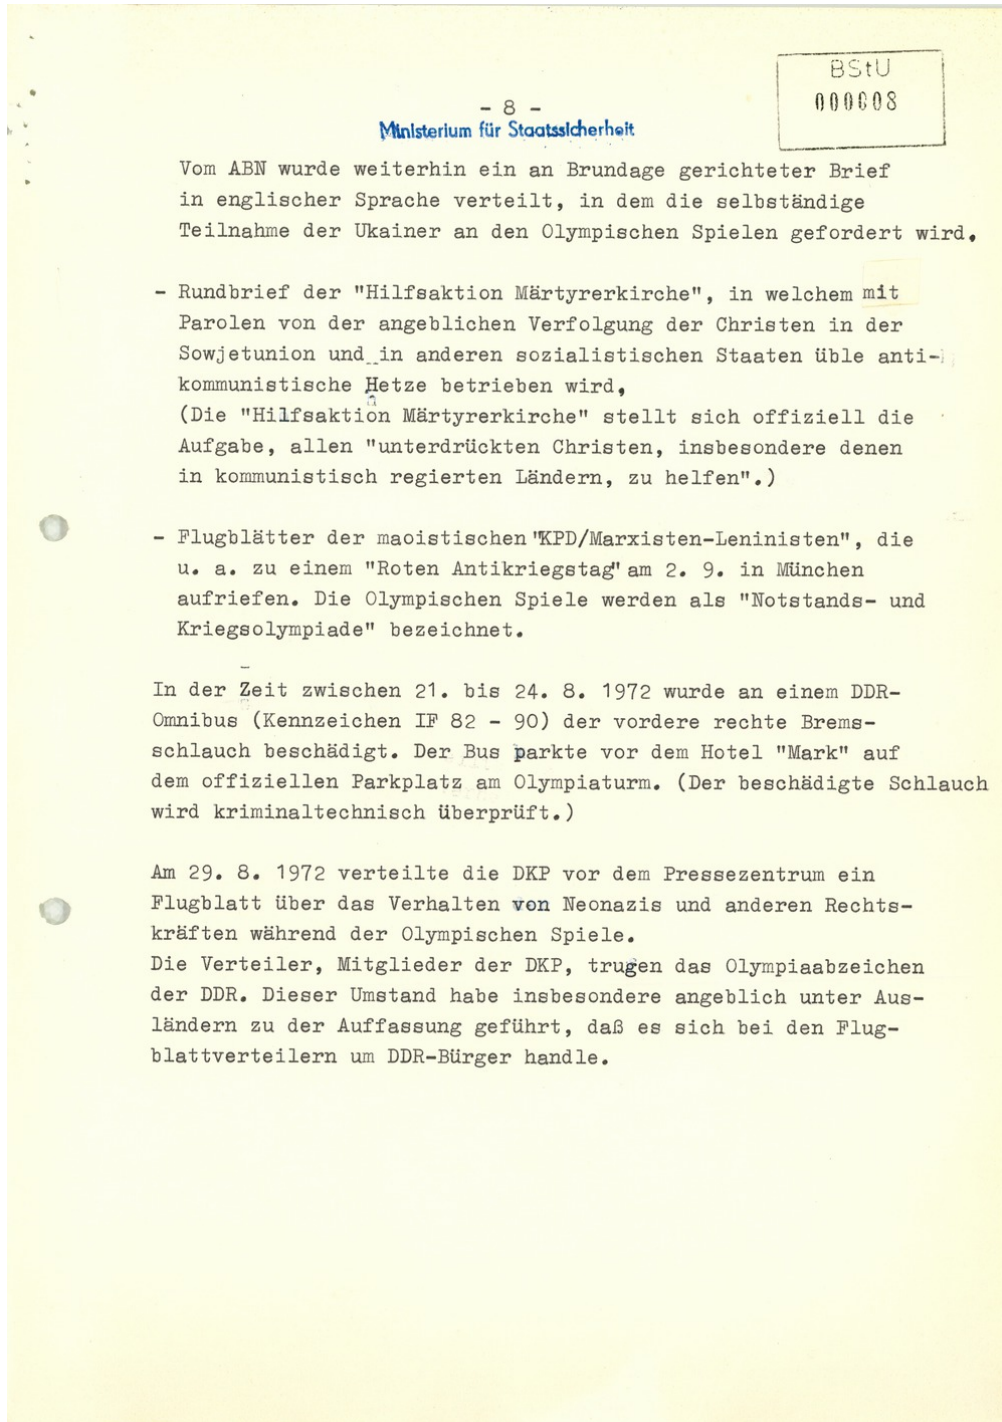 BStU
000008
- 8 -
Ministerium für Staatssicherheit
Vom ABN wurde weiterhin ein an Brundage gerichteter Brief
in englischer Sprache verteilt, in dem die selbständige
Teilnahme der Ukainer an den Olympischen Spielen gefordert wird.
- Rundbrief der "Hilfsaktion Märtyrerkirche", in welchem mit
Parolen von der angeblichen Verfolgung der Christen in der
Sowjetunion und in anderen sozialistischen Staaten üble anti-
kommunistische Hetze betrieben wird,
(Die "Hilfsaktion Märtyrerkirche" stellt sich offiziell die
Aufgabe, allen "unterdrückten Christen, insbesondere denen
in kommunistisch regierten Ländern, zu helfen".)
- Flugblätter der maoistischen "KPD/Marxisten-Leninisten", die
u. a. zu einem "Roten Antikriegstag" am 2. 9. in München
aufriefen. Die Olympischen Spiele werden als "Notstands- und
Kriegsolympiade" bezeichnet.
In der Zeit zwischen 21. bis 24. 8. 1972 wurde an einem DDR-
Omnibus (Kennzeichen IF 82 - 90) der vordere rechte Brems-
schlauch beschädigt. Der Bus parkte vor dem Hotel "Mark" auf
dem offiziellen Parkplatz am Olympiaturm. (Der beschädigte Schlauch
wird kriminaltechnisch überprüft.)
Am 29. 8. 1972 verteilte die DKP vor dem Pressezentrum ein
Flugblatt über das Verhalten von Neonazis und anderen Rechts-
kräften während der Olympischen Spiele.
Die Verteiler, Mitglieder der DKP, trugen das Olympiaabzeichen
der DDR. Dieser Umstand habe insbesondere angeblich unter Aus-
ländern zu der Auffassung geführt, daß es sich bei den Flug-
blattverteilern um DDR-Bürger handle.